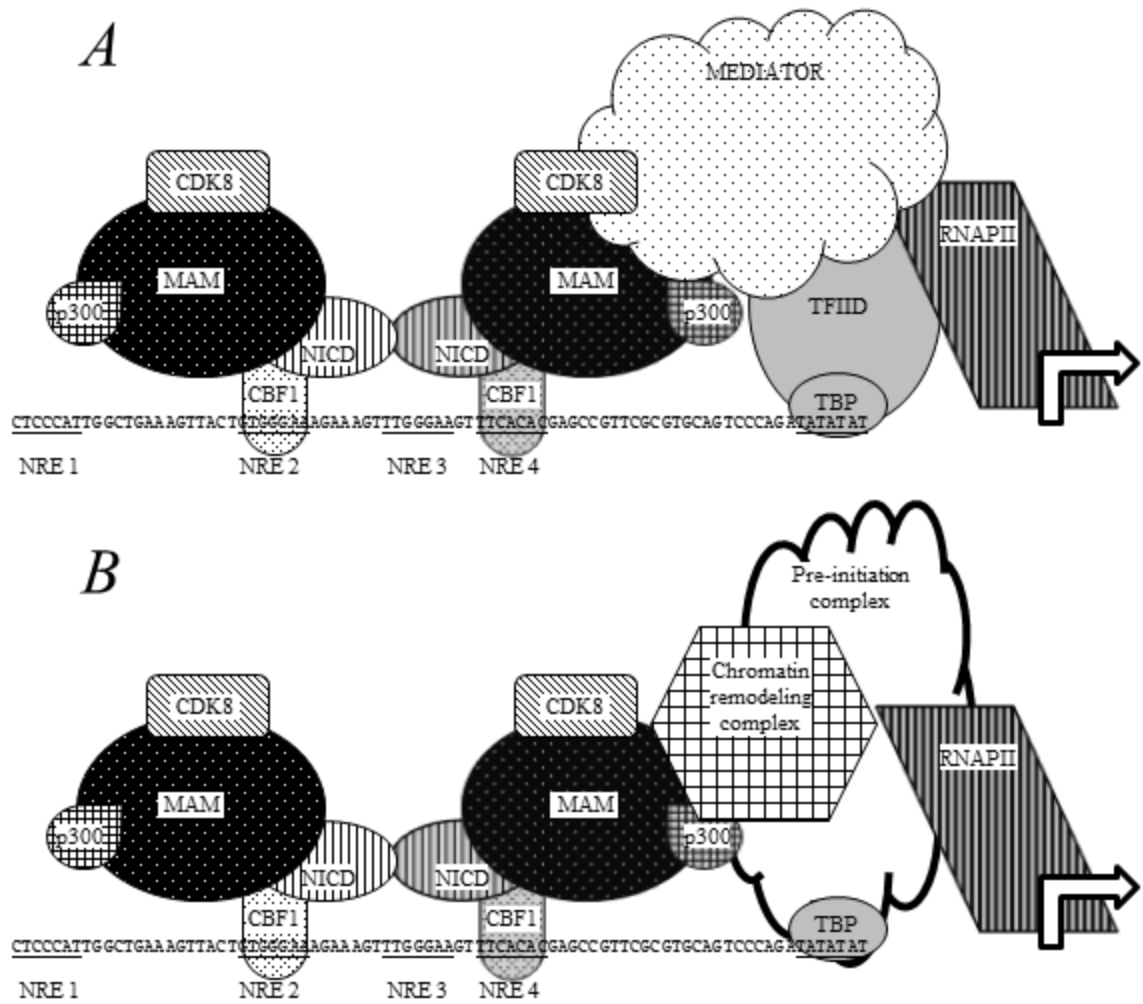 A
MEDIATOR
CDK8
CDK8
RNAPII
MAM
MAM
p300
p300
TFIID
NICD
NICD
CBF1
CBF1
TBP
CTCCCATTGGCTGAAAGTTACTGTGGGAAAGAAAGTTTGGGAAGTTTCACACGAGCCGTTCGCGTGCAGTCCCAGATATATAT
NRE 1
NRE 2
NRE 3
NRE 4
B
Pre-initiation
complex
Chromatin
remodeling
complex
CDK8
CDK8
RNAPII
MAM
MAM
p300
p300
NICD
NICD
CBF1
CBF1
TBP
CTCCCATTGGCTGAAAGTTACTGTGGGAAAGAAAGTTTGGGAAGTTTCACACGAGCCGTTCGCGTGCAGTCCCAGATATATAT
NRE 1
NRE 2
NRE 3
NRE 4